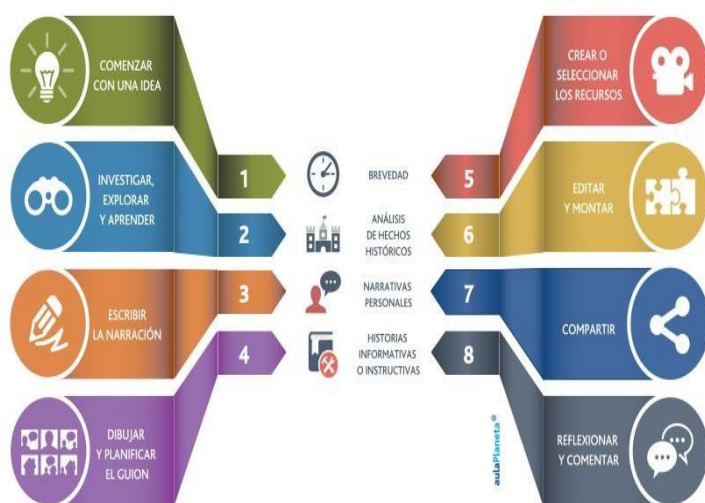 COMENZAR
CON UNA IDEA
INVESTIGAR,
EXPLORAR
Y APRENDER
ESCRIBIR
LA NARRACIÓN
DIBUJAR
Y PLANIFICAR
EL GUION
1
2
3
4
BREVEDAD
ANÁLISIS
DE HECHOS
HISTÓRICOS
NARRATIVAS
PERSONALES
HISTORIAS
INFORMATIVAS
O INSTRUCTIVAS
5
6
7
8
CREAR O
SELECCIONAR
LOS RECURSOS
EDITAR
Y MONTAR
COMPARTIR
REFLEXIONAR
Y COMENTAR
aulaPlaneta®